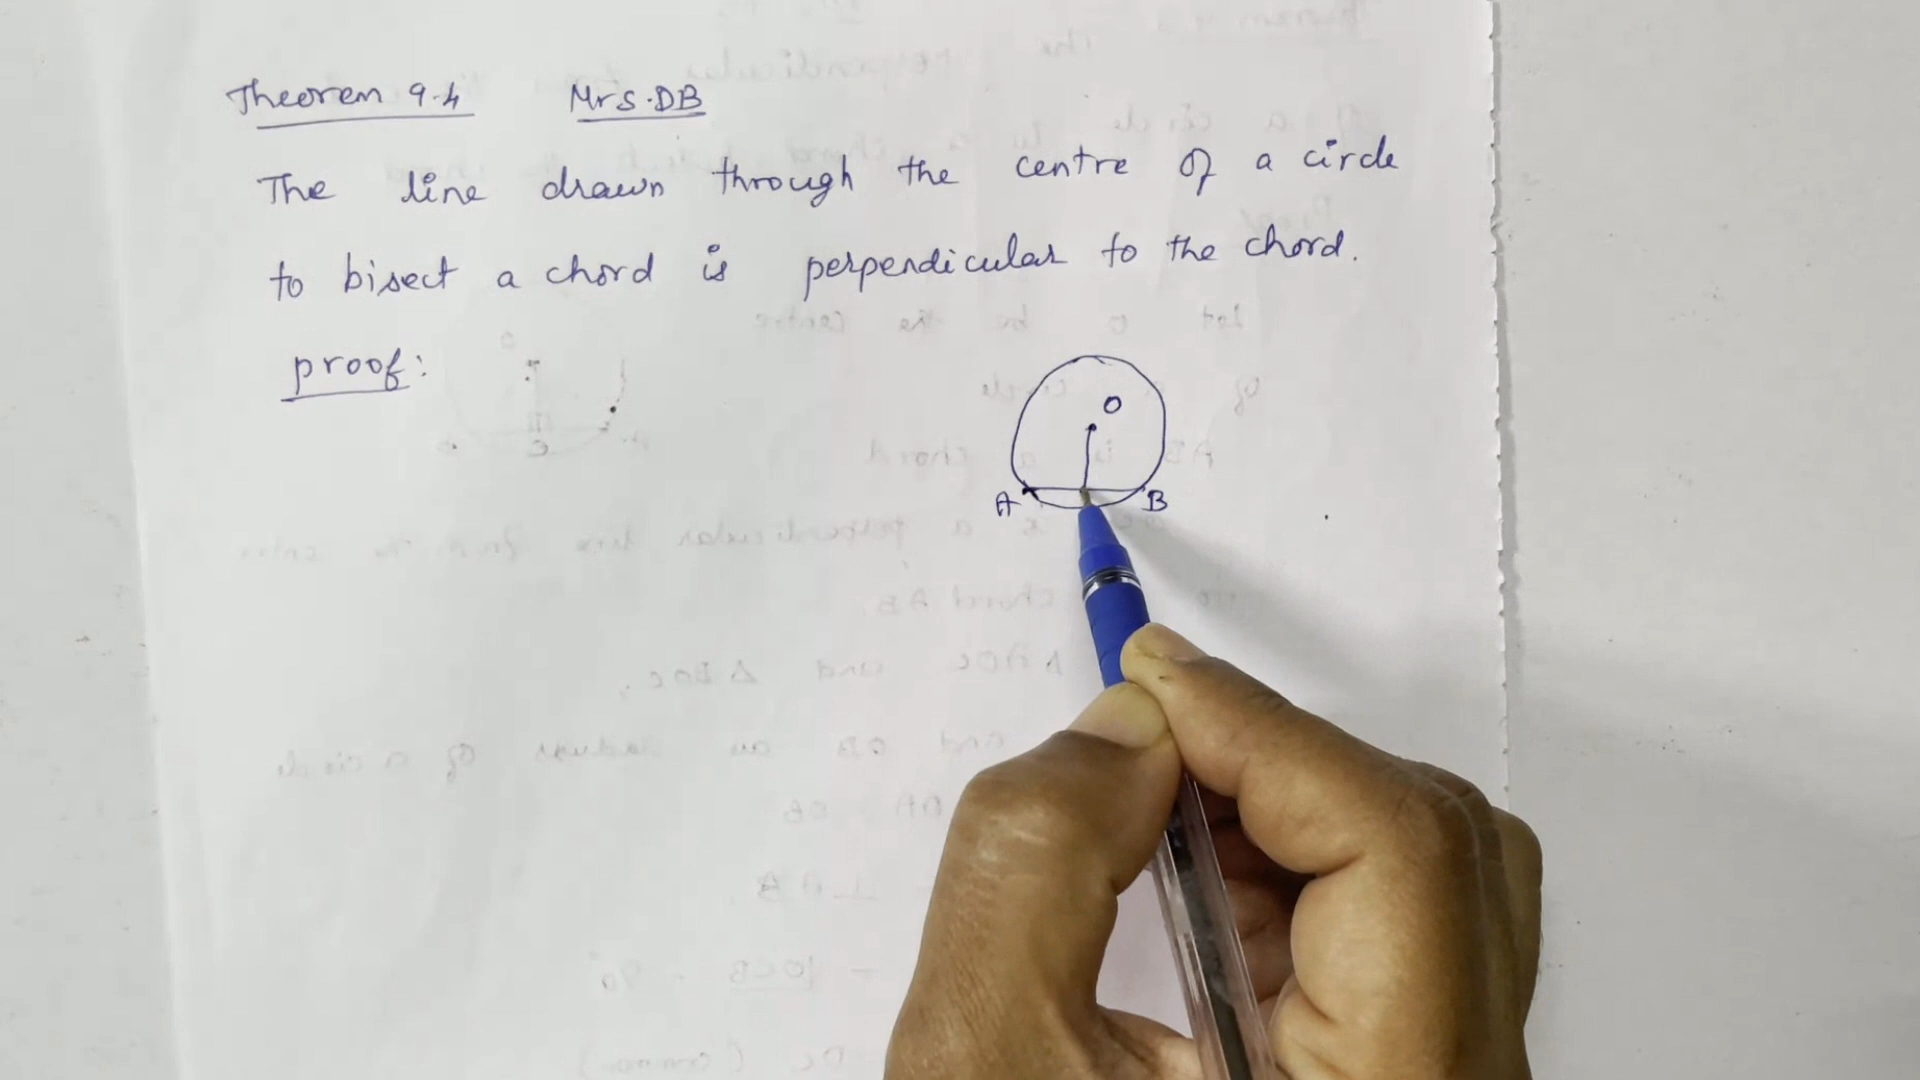 Theorem 9.4 Mrs.DB
The line drawn through the centre of a circle
to bisect a chord is perpendicular to the chord.
proof:
O
A B